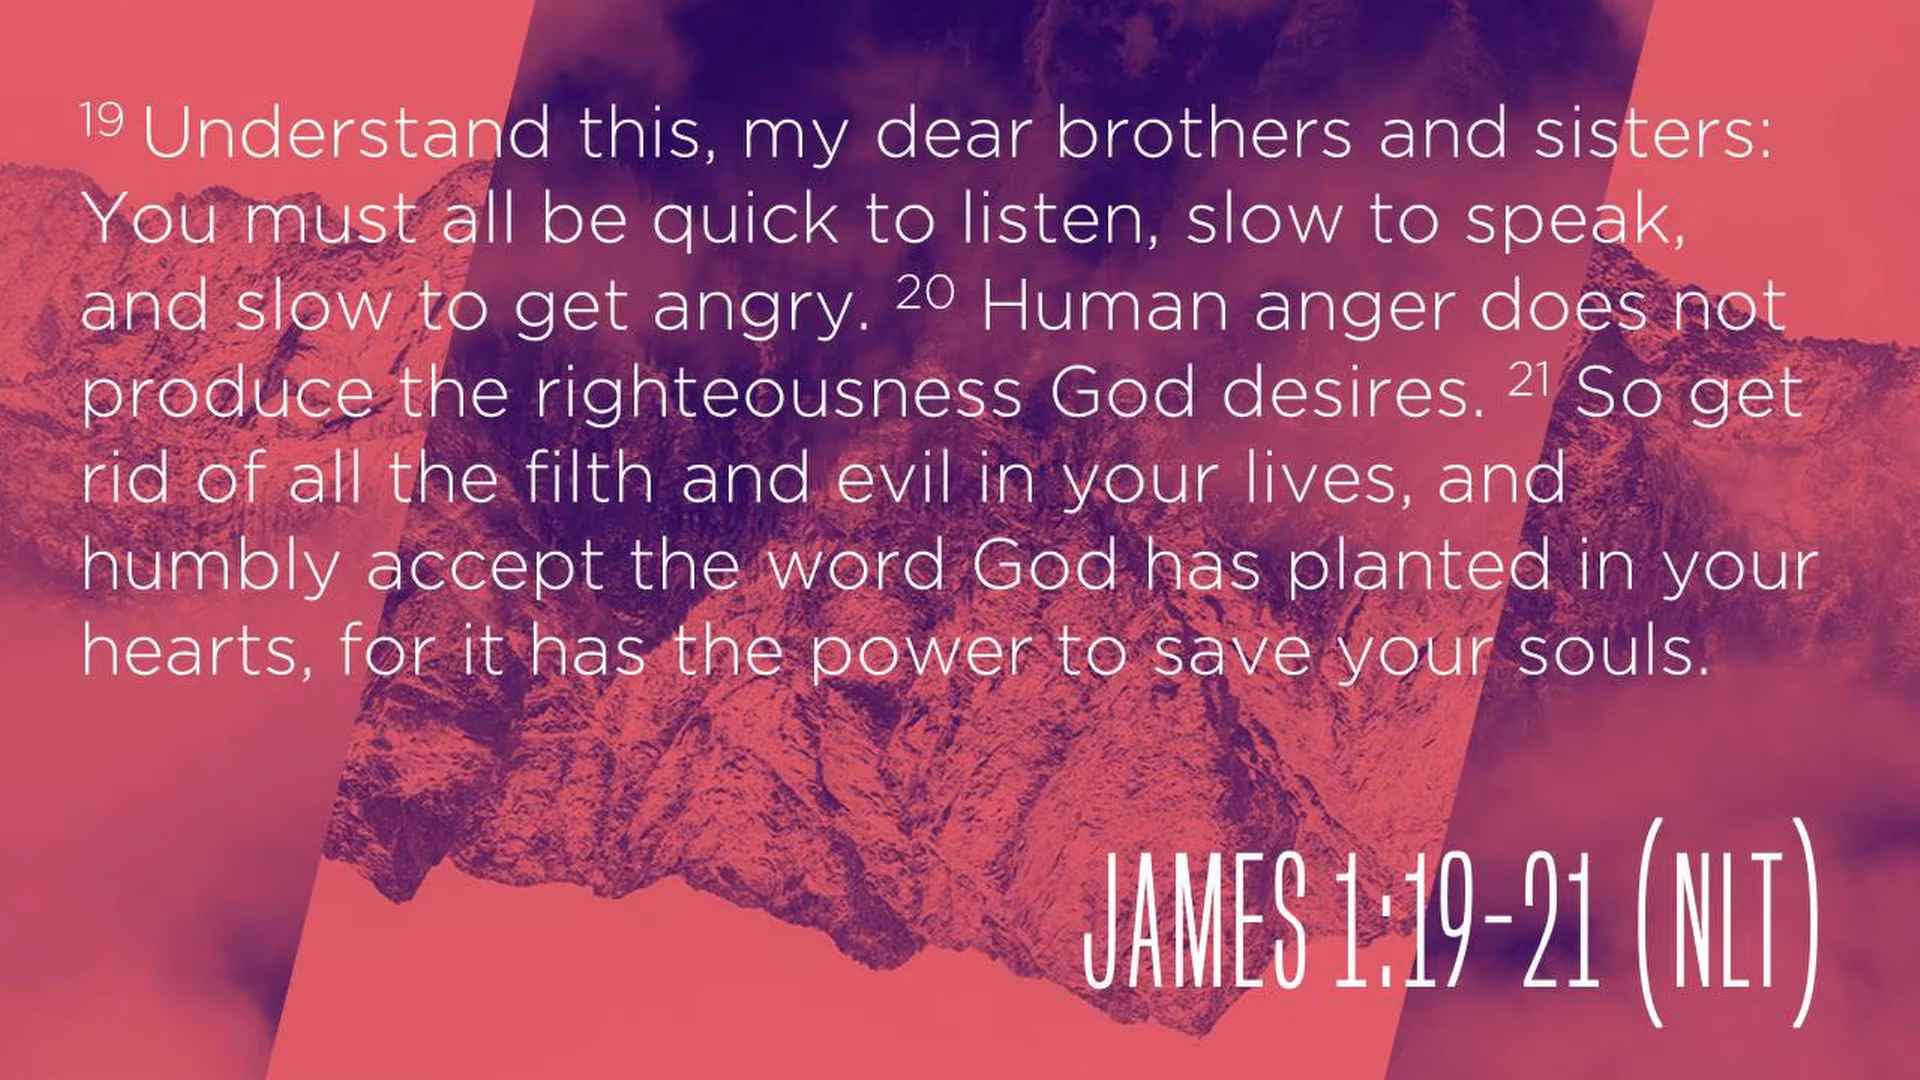 19 Understand this, my dear brothers and sisters:
You must all be quick to listen, slow to speak,
and slow to get angry. 20 Human anger does not
produce the righteousness God desires. 21 So get
rid of all the filth and evil in your lives, and
humbly accept the word God has planted in your
hearts, for it has the power to save your souls.
JAMES 1:19-21 (NLT)